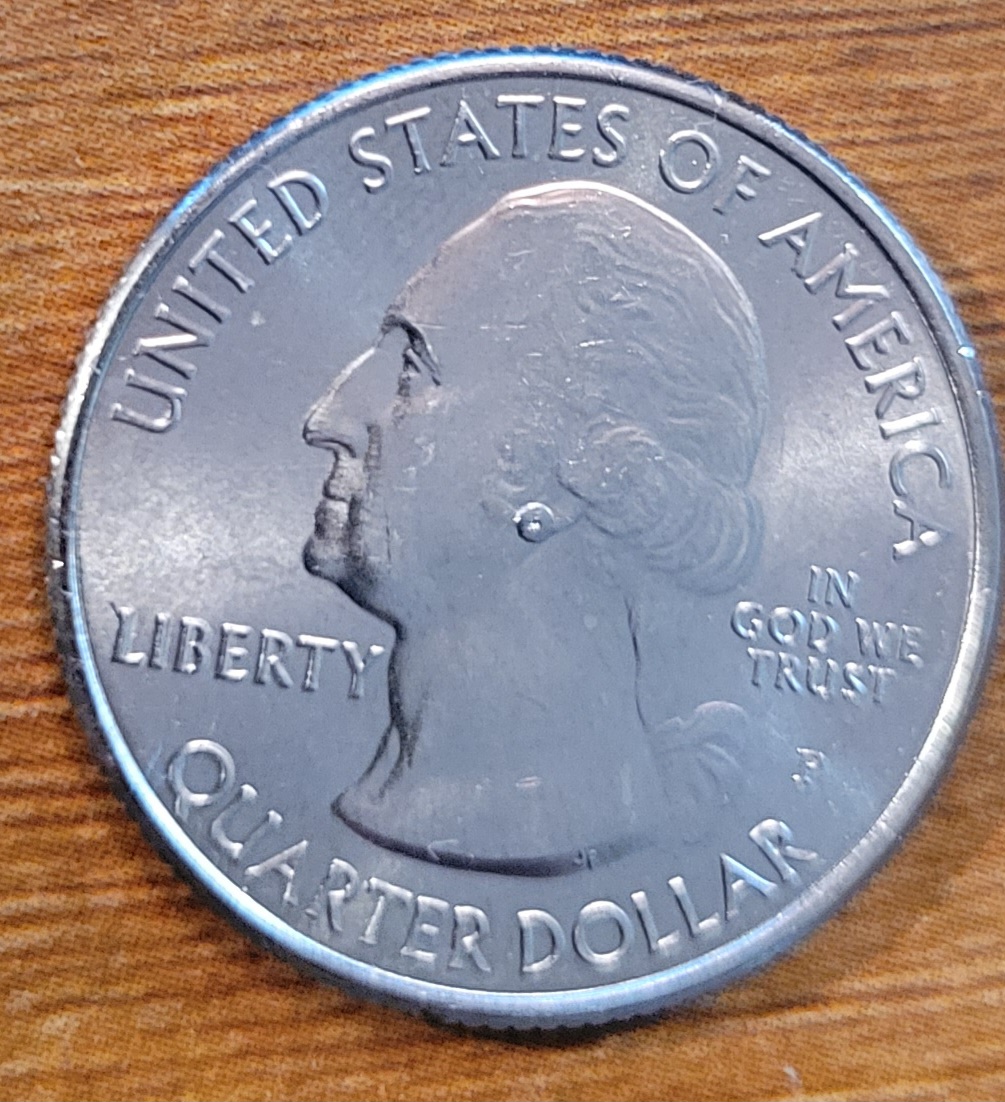 UNITED STATES OF AMERICA
LIBERTY
IN
GOD WE
TRUST
P
QUARTER DOLLAR